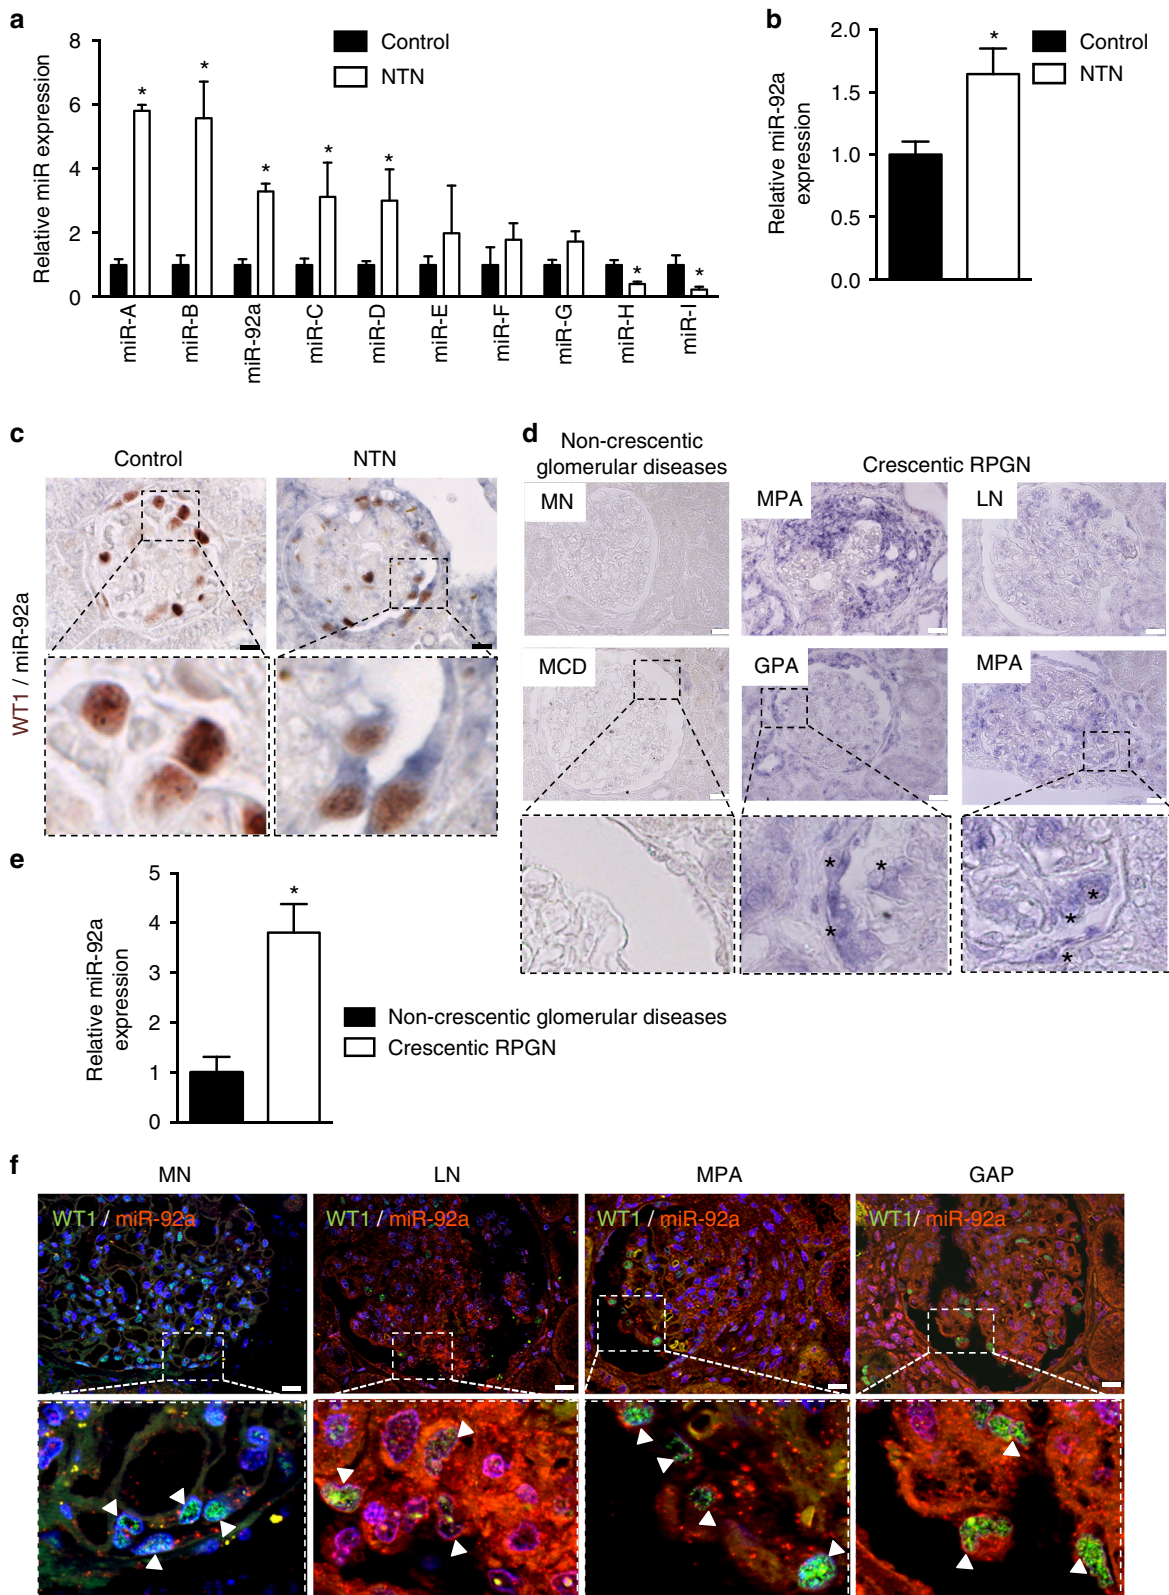 a
Relative miR expression
8
6
4
2
0
Control
NTN
* * * * * * *
miR-A
miR-B
miR-92a
miR-C
miR-D
miR-E
miR-F
miR-G
miR-H
miR-I
b
Relative miR-92a
expression
2.0
1.5
1.0
0.5
0.0
*
Control
NTN
c
Control
NTN
WT1 / miR-92a
d
Non-crescentic
glomerular diseases
Crescentic RPGN
MN
MPA
LN
MCD
GPA
MPA
* * *
* * *
e
Relative miR-92a
expression
5
4
3
2
1
0
*
Non-crescentic glomerular diseases
Crescentic RPGN
f
MN
LN
MPA
GAP
WT1 / miR-92a
WT1 / miR-92a
WT1 / miR-92a
WT1/ miR-92a